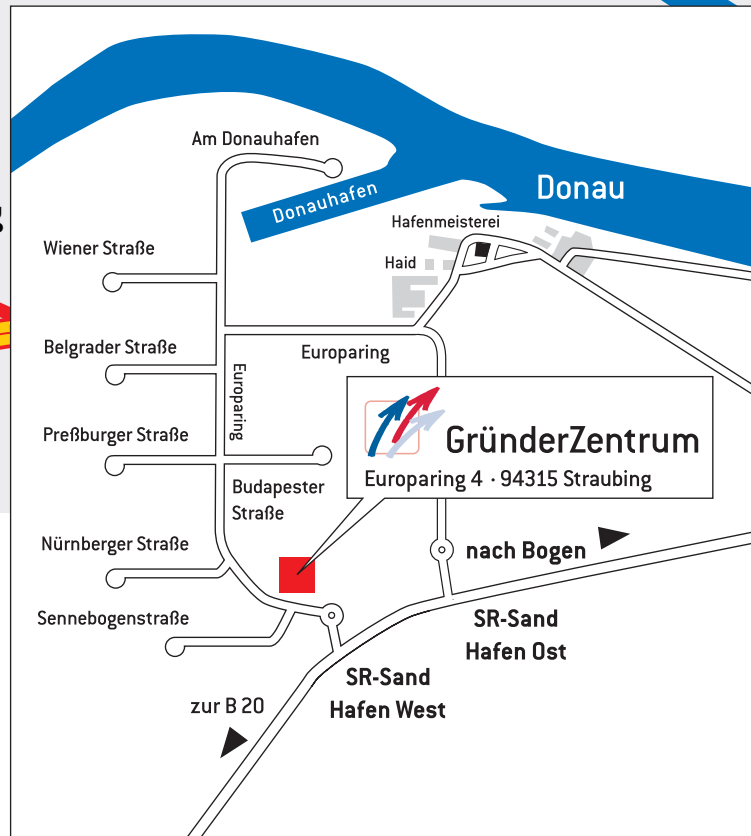 Am Donauhafen
Donauhafen
Donau
Hafenmeisterei
Wiener Straße
Haid
Belgrader Straße
Europaring
Europaring
GründerZentrum
Europaring 4 · 94315 Straubing
Preßburger Straße
Budapester
Straße
Nürnberger Straße
nach Bogen
Sennebogenstraße
SR-Sand
Hafen Ost
SR-Sand
Hafen West
zur B 20